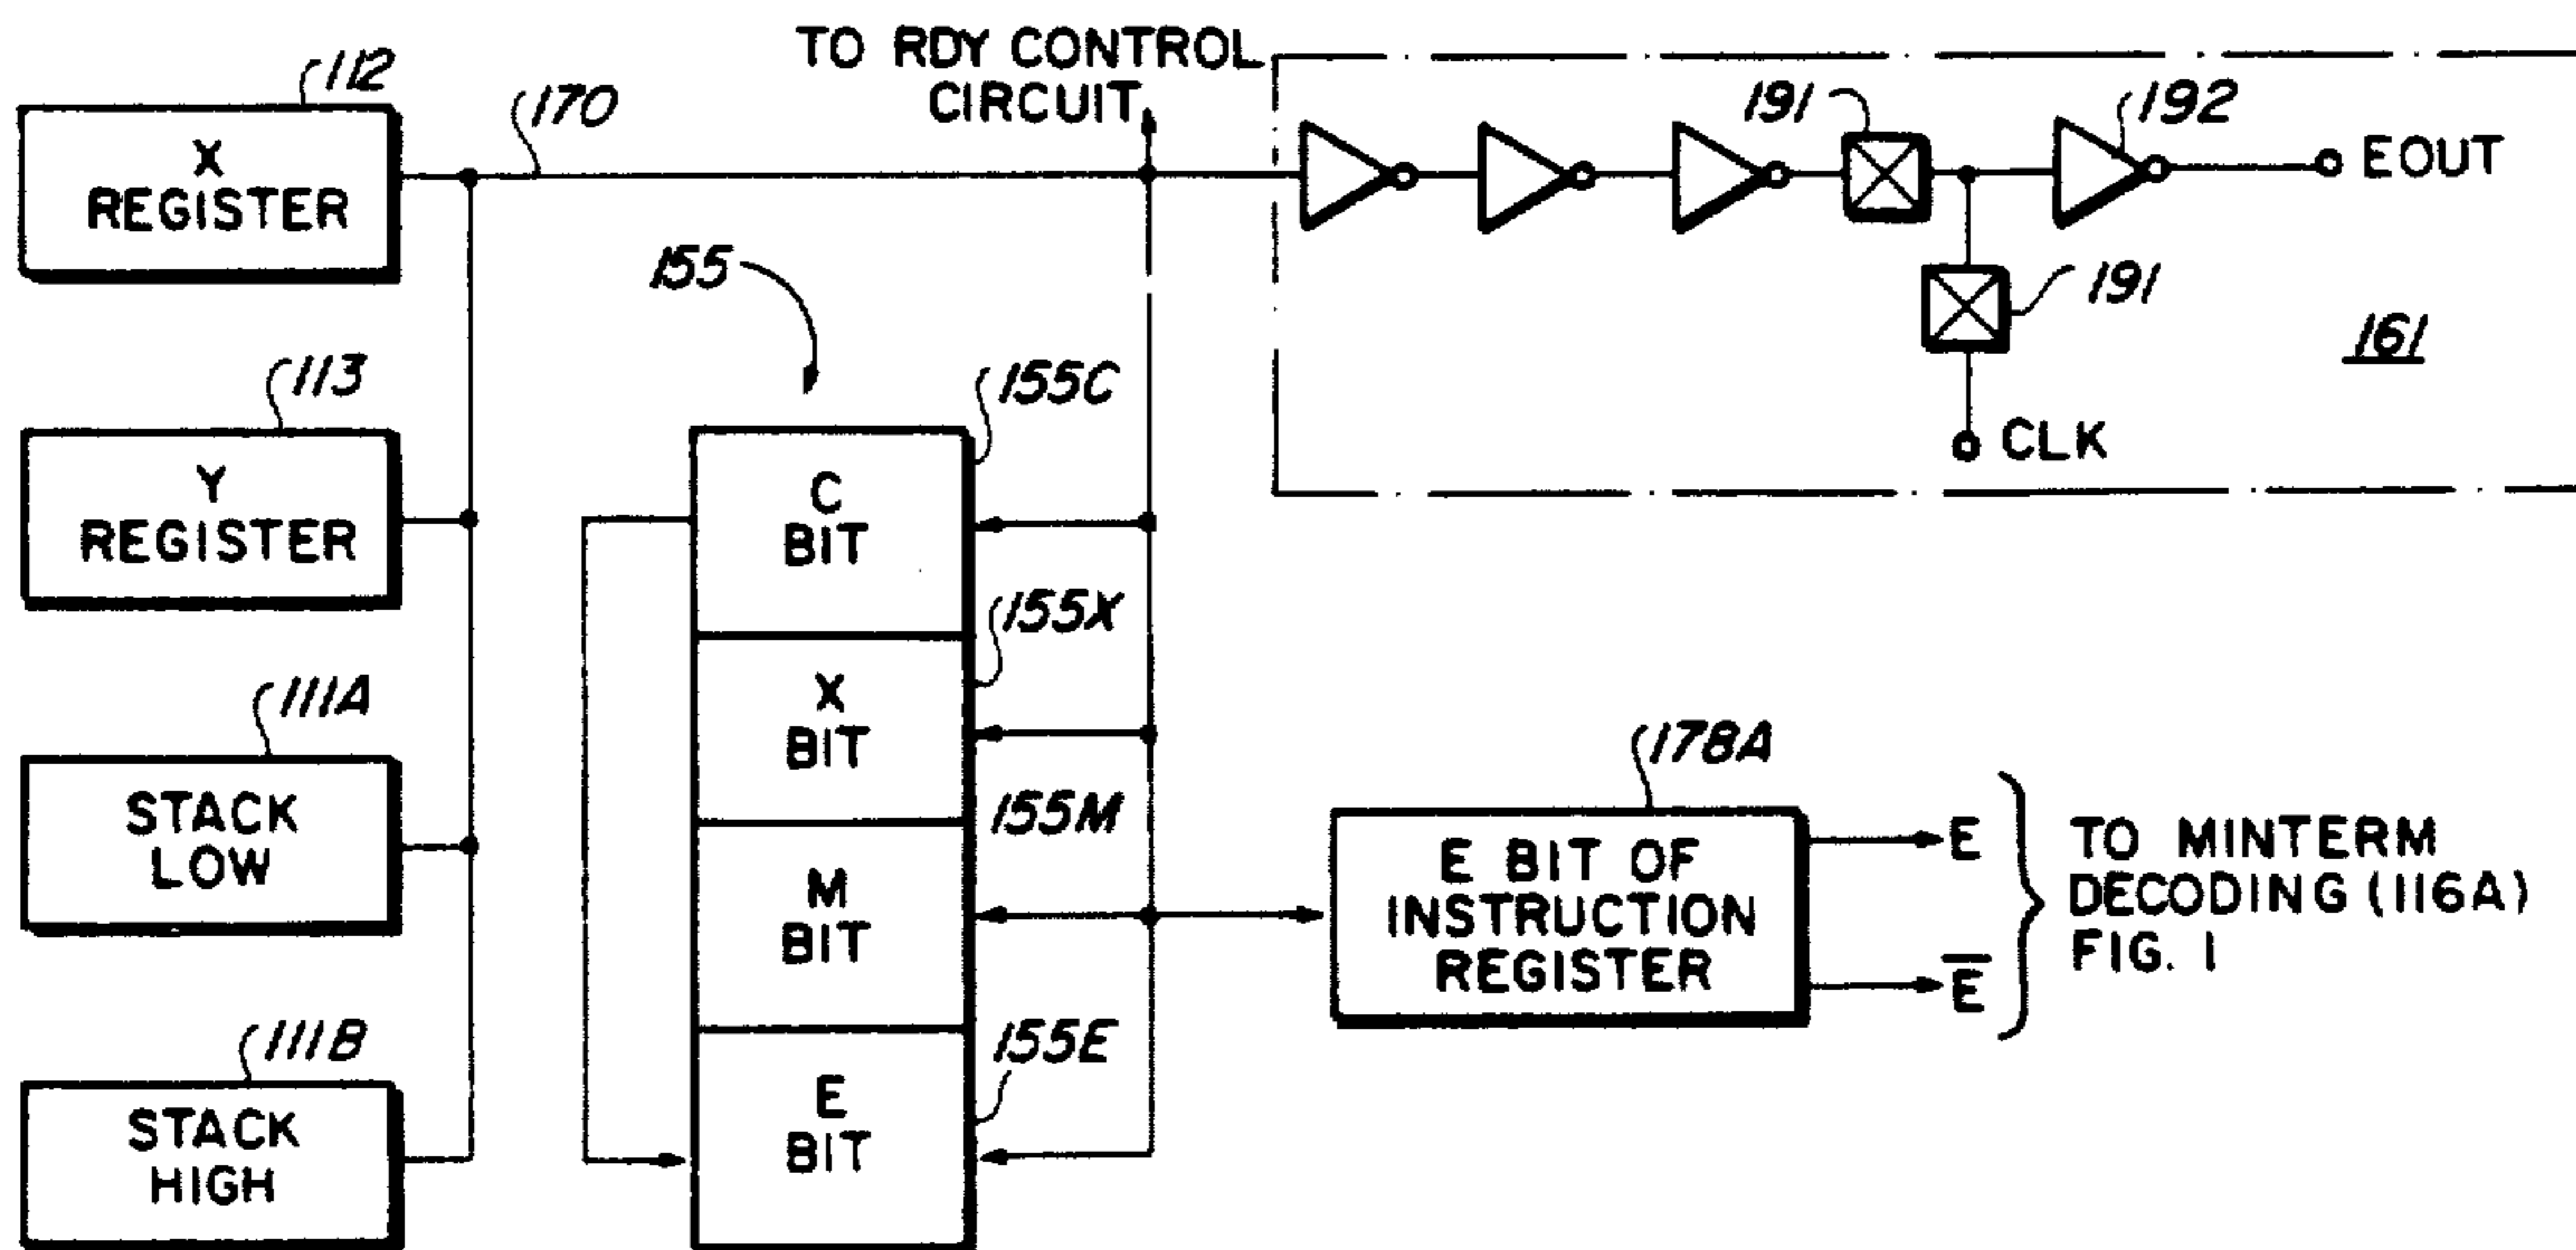 TO RDY CONTROL
CIRCUIT
112
X
REGISTER
170
191
192
EOUT
191
CLK
161
113
Y
REGISTER
155
155C
C
BIT
155X
X
BIT
111A
STACK
LOW
155M
M
BIT
178A
E BIT OF
INSTRUCTION
REGISTER
E
E̅
TO MINTERM
DECODING (116A)
FIG. 1
111B
STACK
HIGH
155E
E
BIT